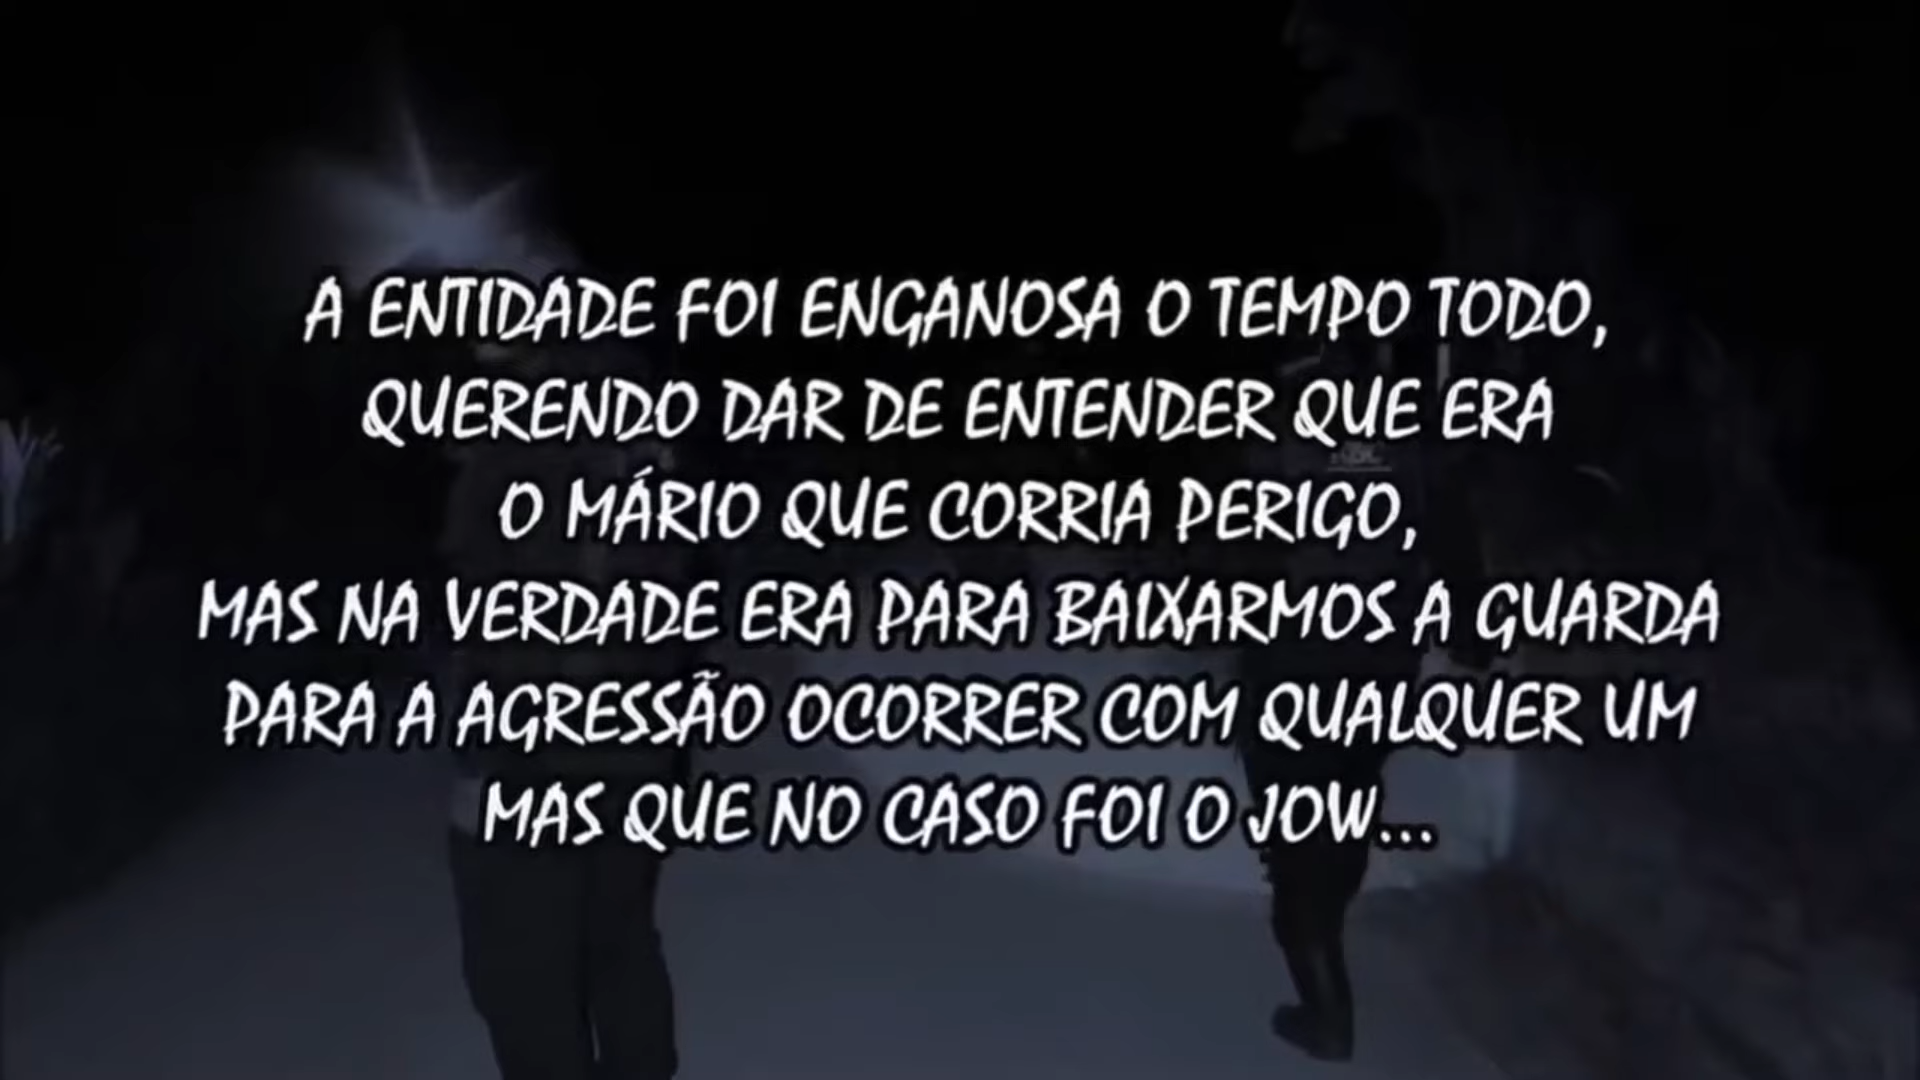 A ENTIDADE FOI ENGANOSA O TEMPO TODO,
QUERENDO DAR DE ENTENDER QUE ERA
O MÁRIO QUE CORRIA PERIGO,
MAS NA VERDADE ERA PARA BAIXARMOS A GUARDA
PARA A AGRESSÃO OCORRER COM QUALQUER UM
MAS QUE NO CASO FOI O JOW...